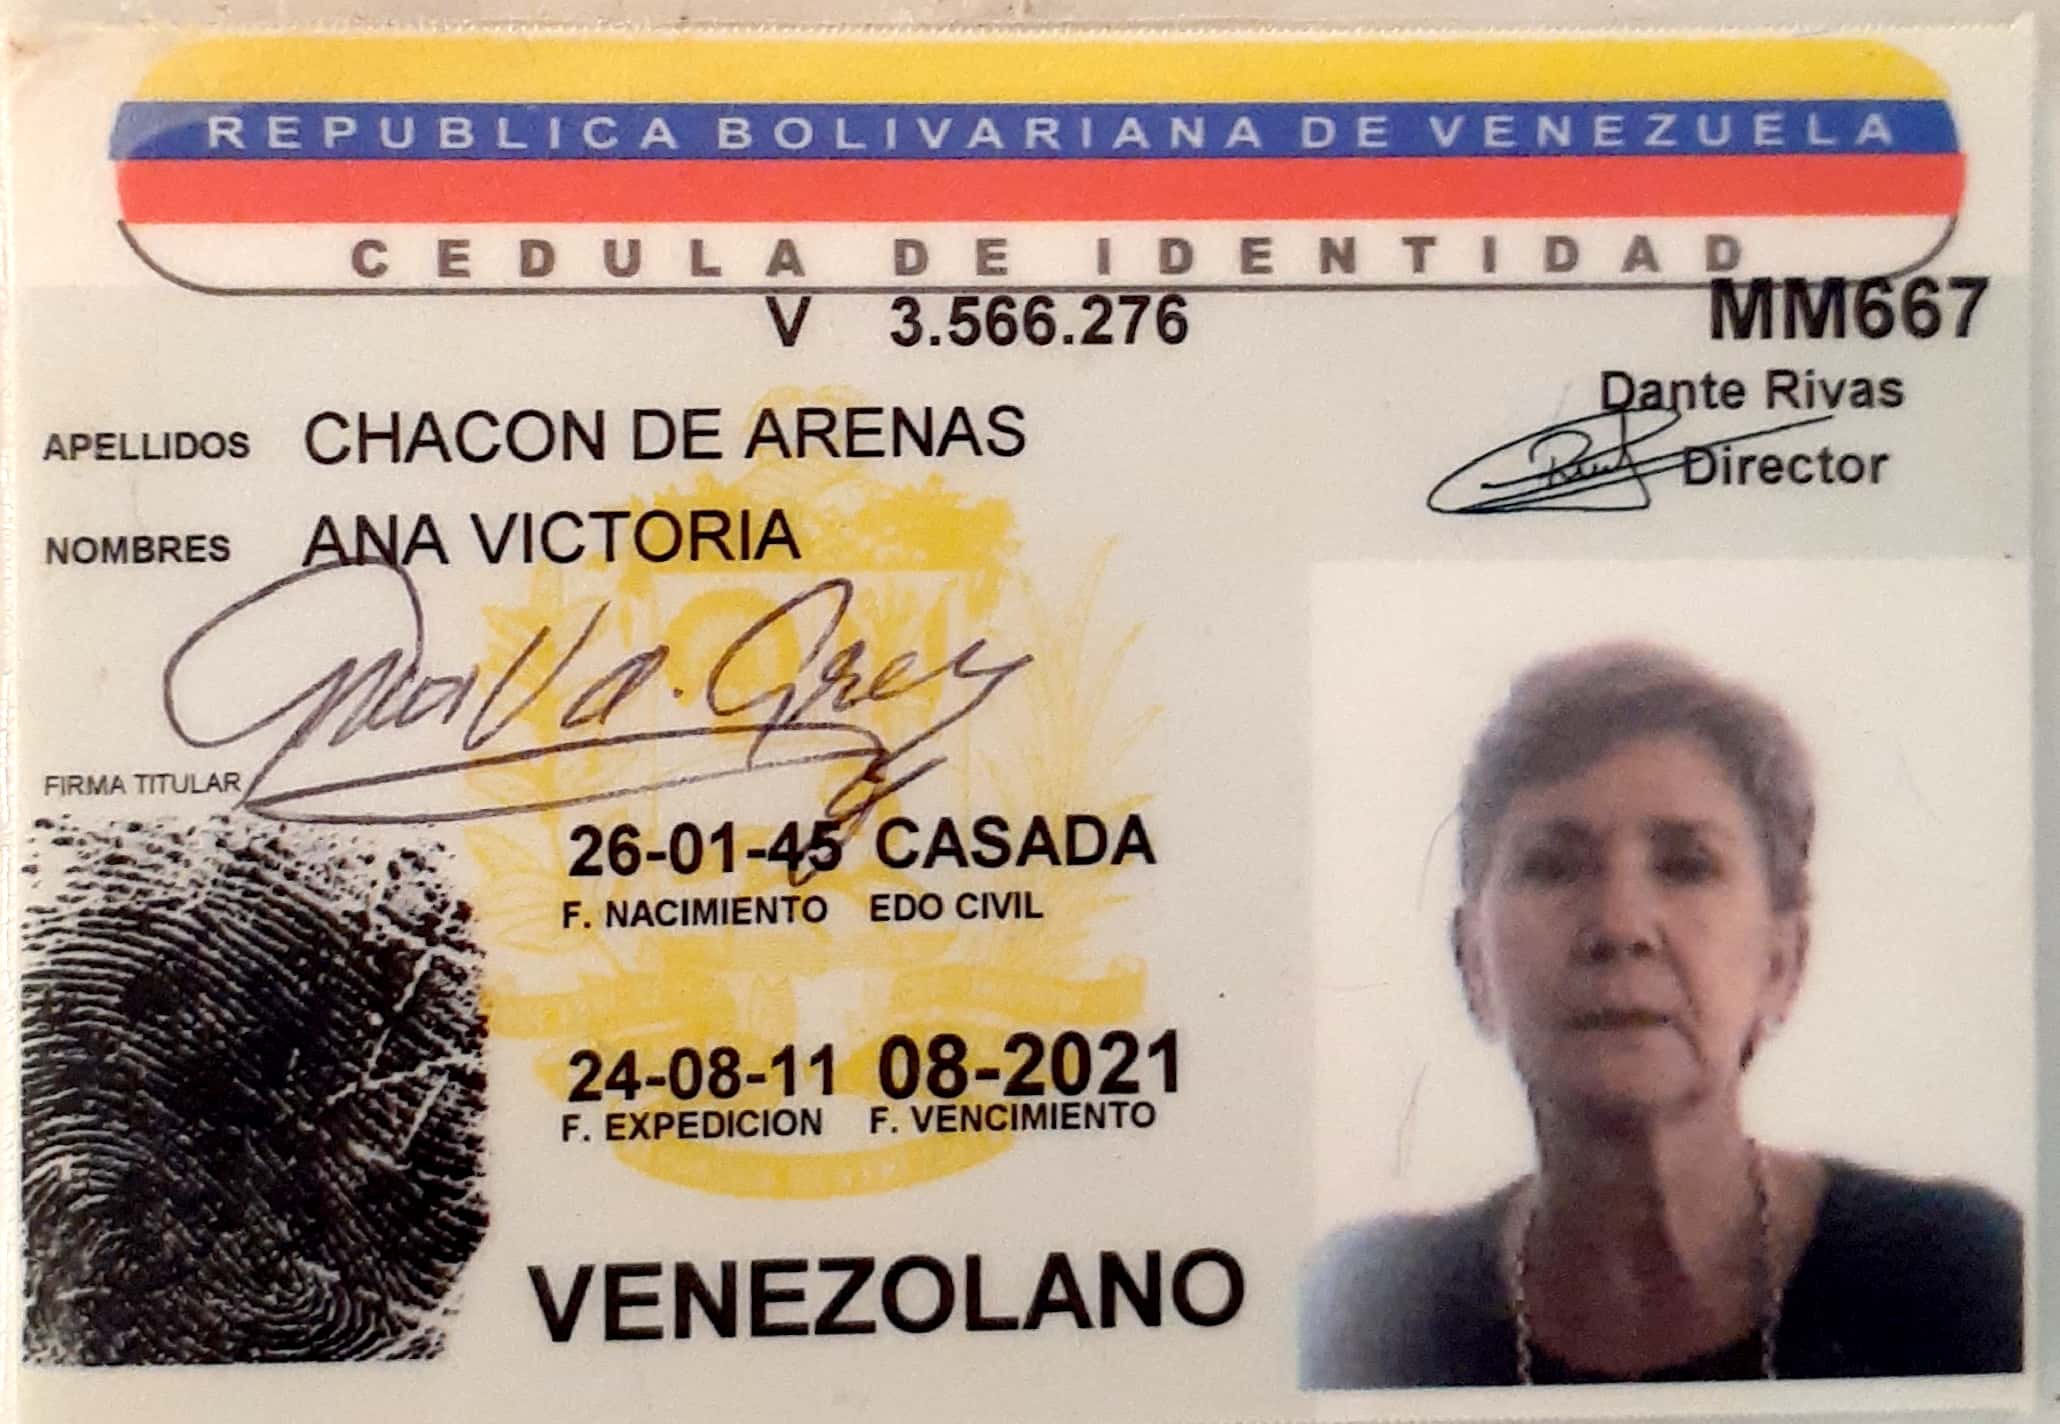 REPUBLICA BOLIVARIANA DE VENEZUELA
CEDULA DE IDENTIDAD
V 3.566.276
MM667
Dante Rivas
Director
APELLIDOS CHACON DE ARENAS
NOMBRES ANA VICTORIA
FIRMA TITULAR
26-01-45 CASADA
F. NACIMIENTO EDO CIVIL
24-08-11 08-2021
F. EXPEDICION F. VENCIMIENTO
VENEZOLANO